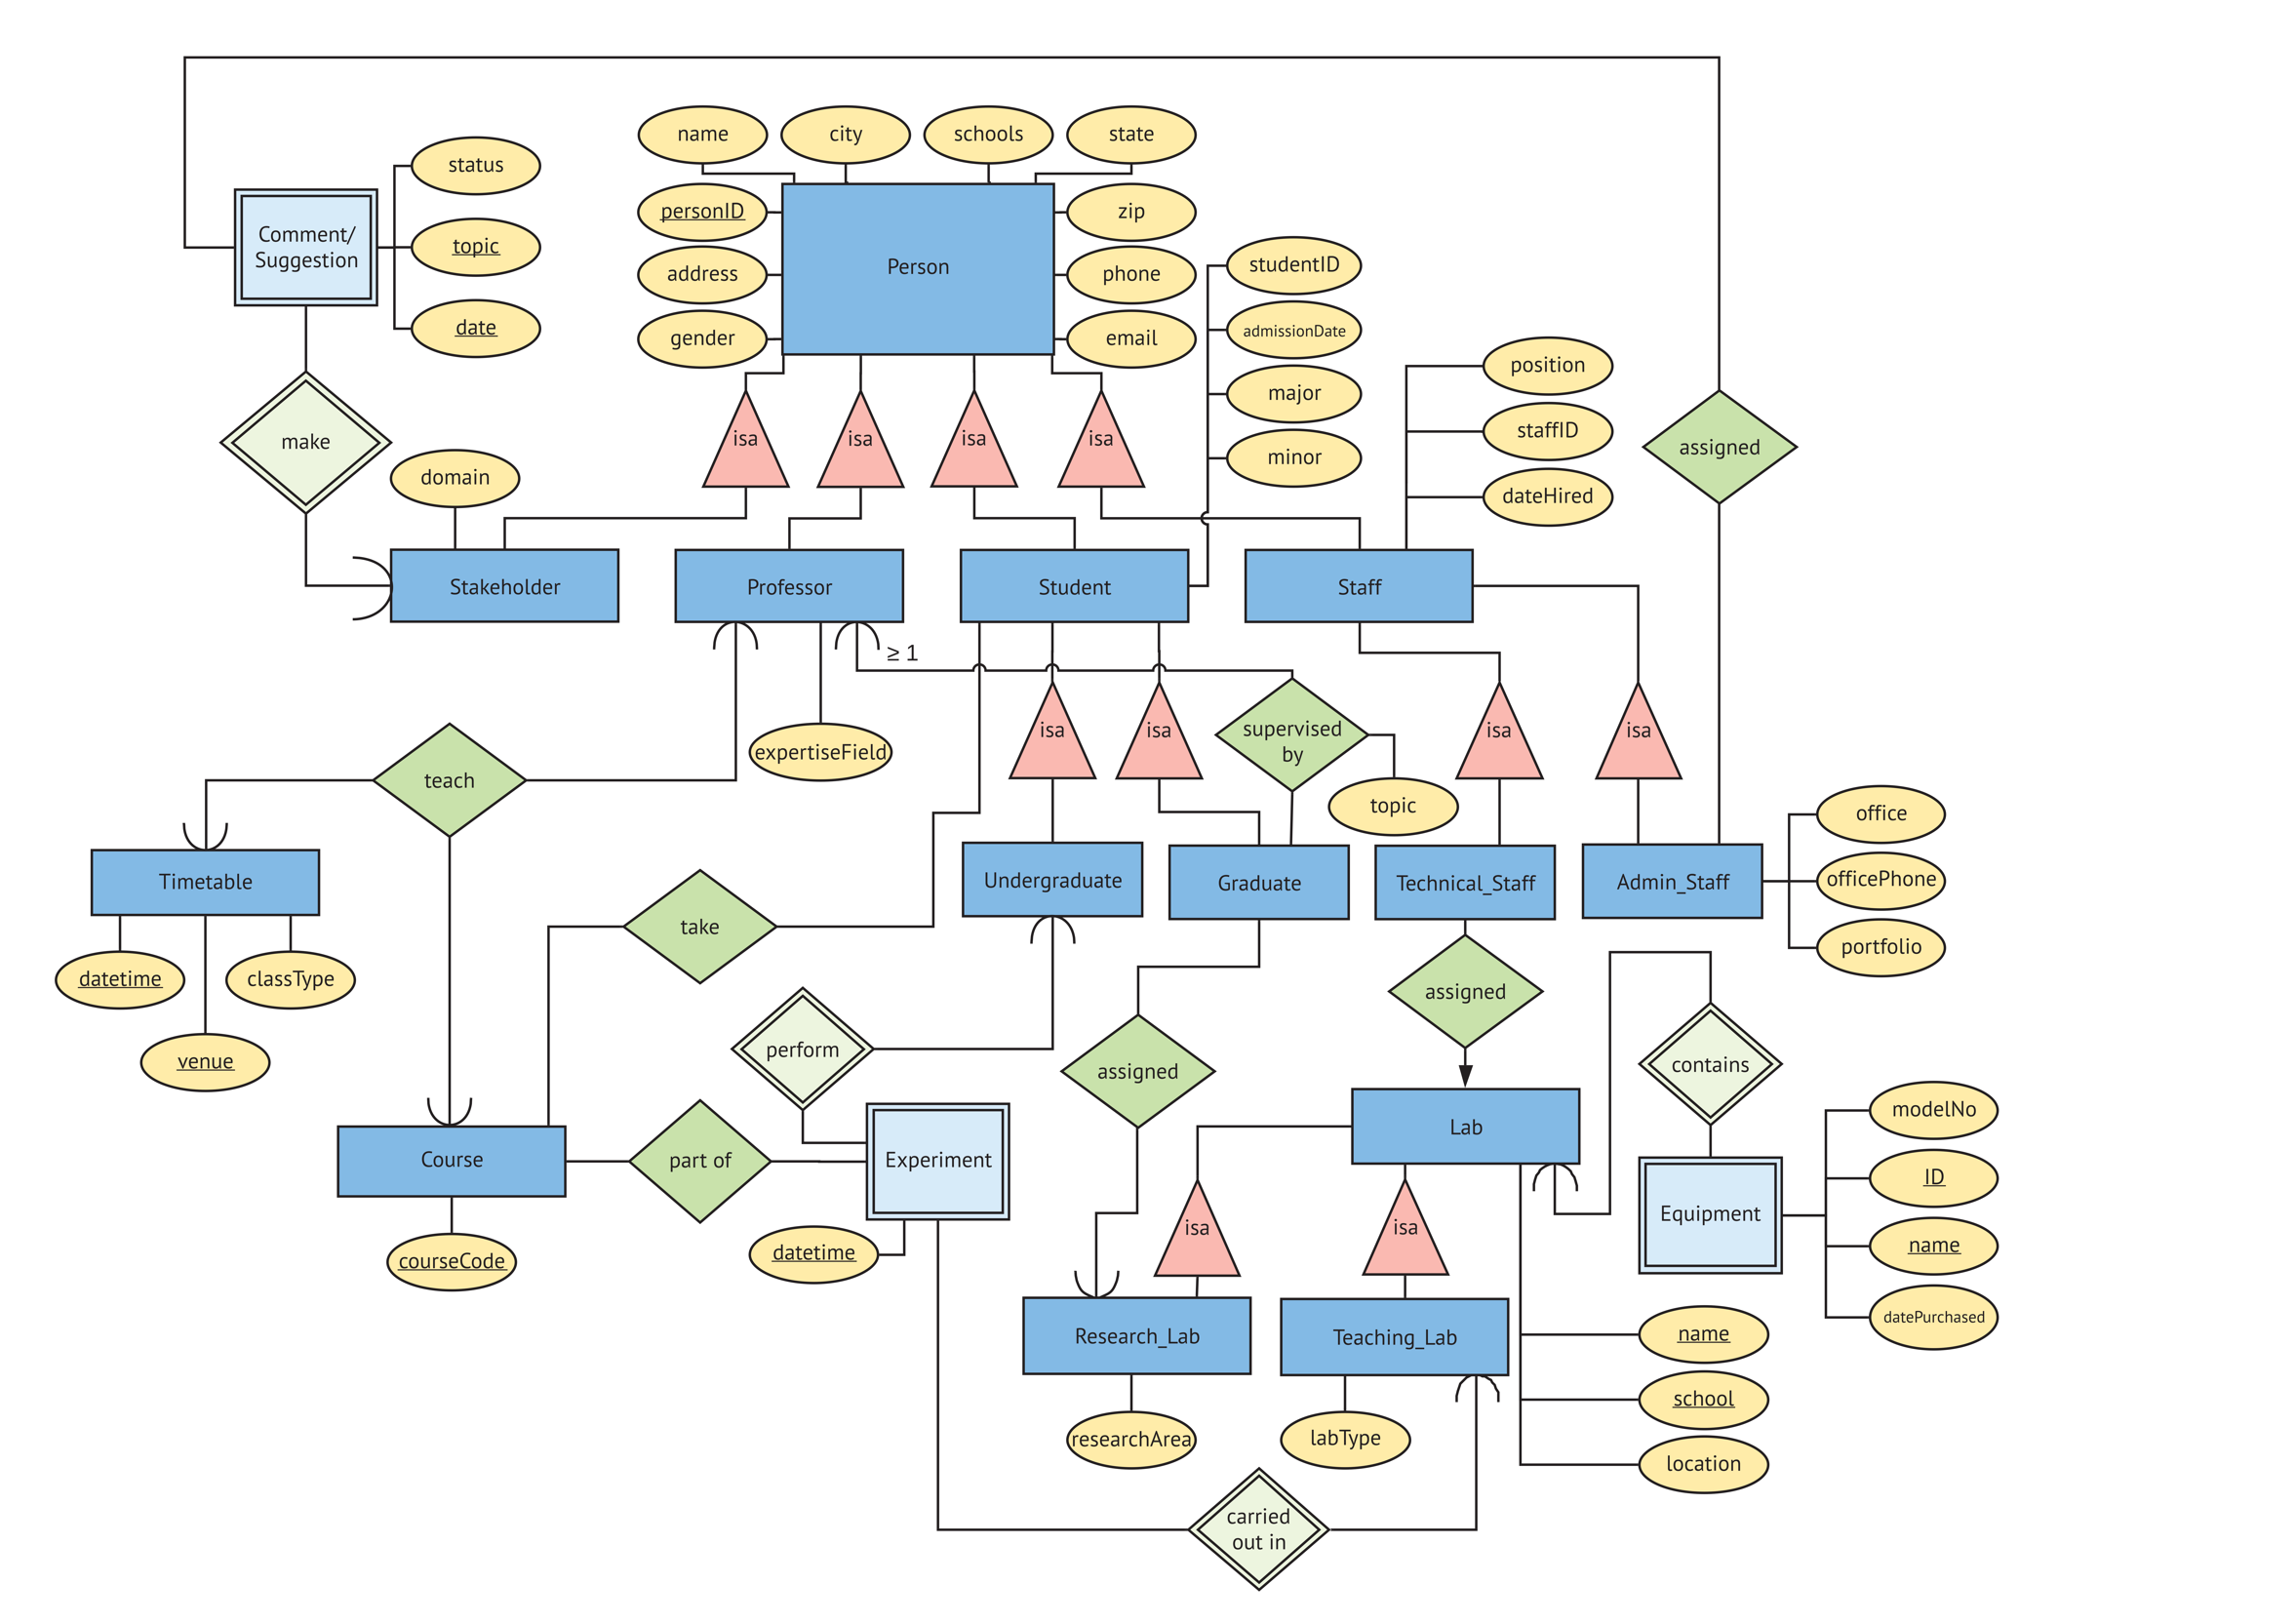 name
city
schools
state
status
personID
zip
Comment/
Suggestion
topic
Person
studentID
address
phone
date
gender
email
admissionDate
position
major
isa
isa
isa
isa
make
staffID
assigned
domain
minor
dateHired
Stakeholder
Professor
Student
Staff
≥ 1
isa
isa
supervised
by
isa
isa
expertiseField
teach
topic
office
Timetable
Undergraduate
Graduate
Technical_Staff
Admin_Staff
officePhone
take
portfolio
datetime
classType
assigned
perform
venue
assigned
contains
modelNo
Course
part of
Experiment
Lab
ID
Equipment
isa
isa
name
courseCode
datetime
datePurchased
Research_Lab
Teaching_Lab
name
school
researchArea
labType
location
carried
out in